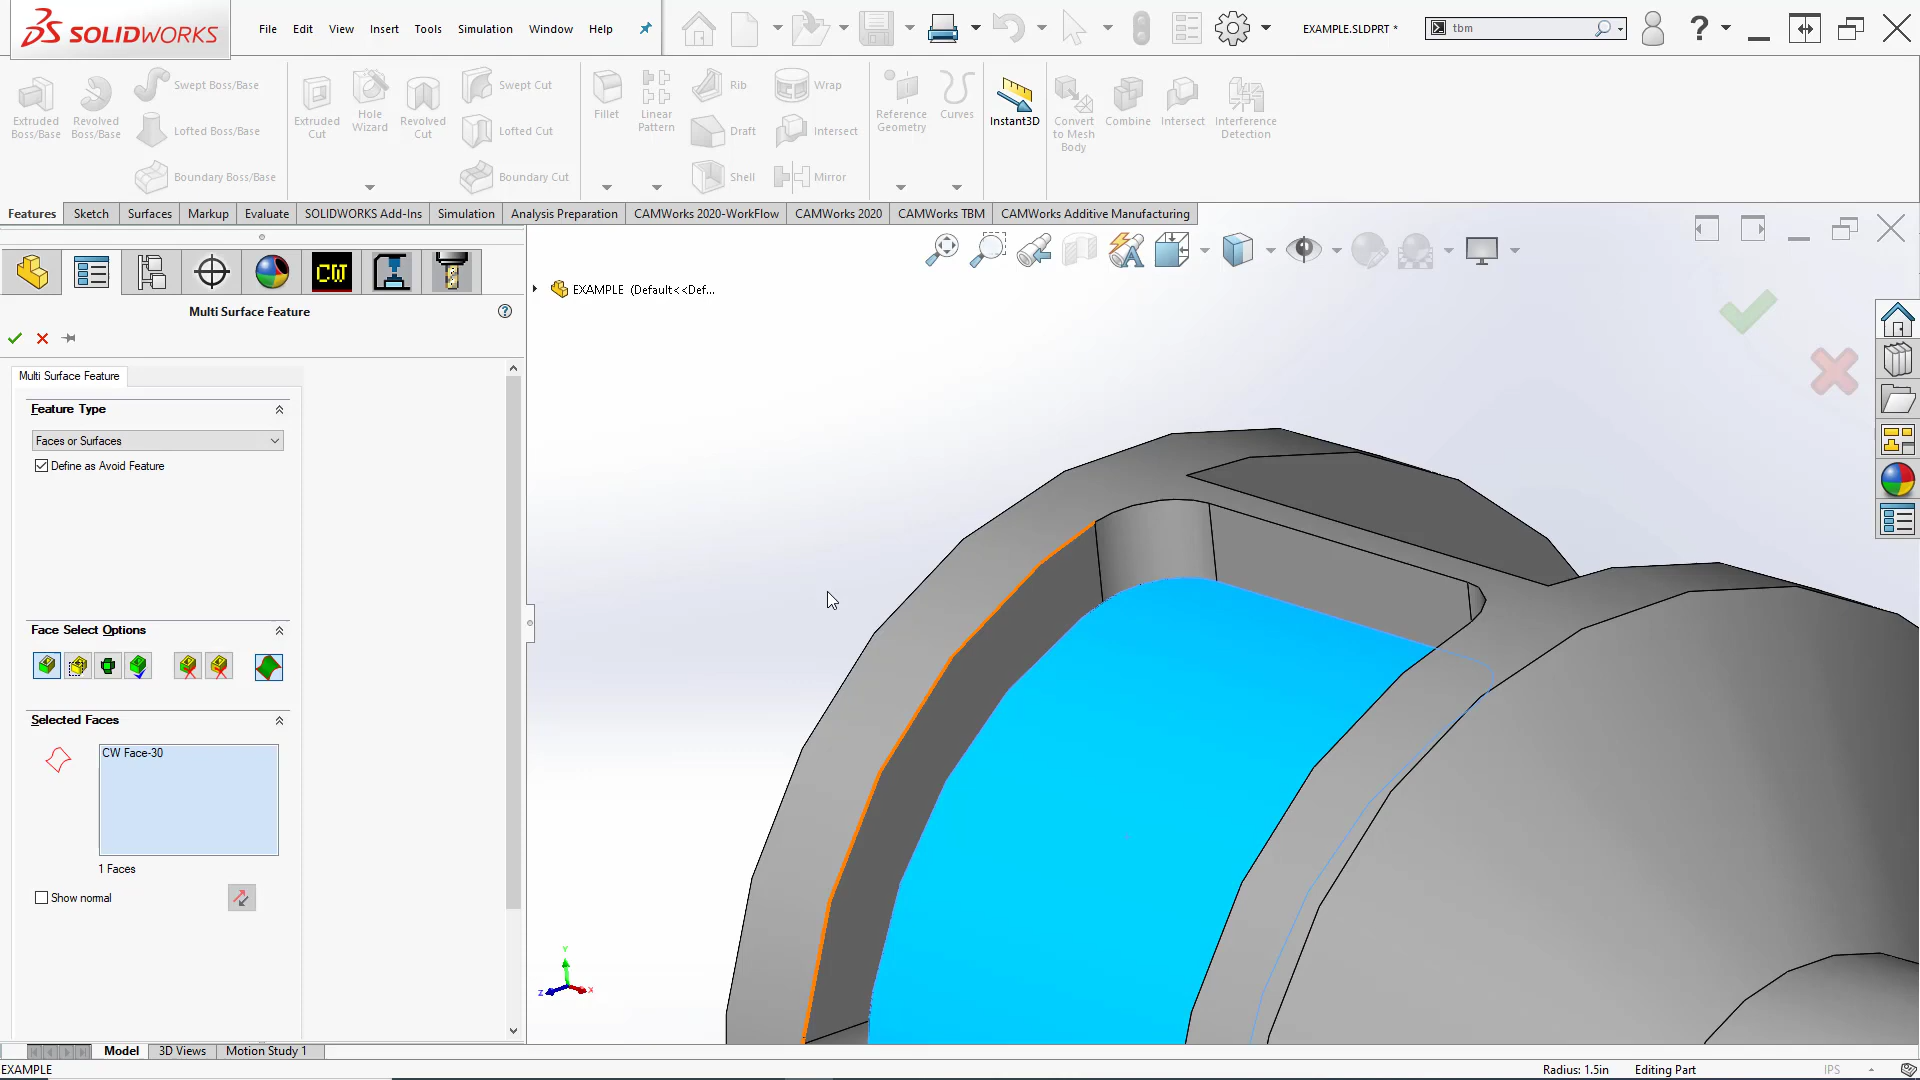 SOLIDWORKS
File Edit View Insert Tools Simulation Window Help
EXAMPLE.SLDPRT *
tbm
Extruded Boss/Base
Revolved Boss/Base
Swept Boss/Base
Lofted Boss/Base
Boundary Boss/Base
Extruded Cut
Hole Wizard
Revolved Cut
Swept Cut
Lofted Cut
Boundary Cut
Fillet
Linear Pattern
Rib
Draft
Shell
Wrap
Intersect
Mirror
Reference Geometry
Curves
Instant3D
Convert to Mesh Body
Combine
Intersect
Interference Detection
Features Sketch Surfaces Markup Evaluate SOLIDWORKS Add-Ins Simulation Analysis Preparation CAMWorks 2020-WorkFlow CAMWorks 2020 CAMWorks TBM CAMWorks Additive Manufacturing
CW
EXAMPLE (Default<<Def...
Multi Surface Feature
Multi Surface Feature
Feature Type
Faces or Surfaces
Define as Avoid Feature
Face Select Options
Selected Faces
CW Face-30
1 Faces
Show normal
Y
Z
X
Model 3D Views Motion Study 1
EXAMPLE
Radius: 1.5in
Editing Part
IPS